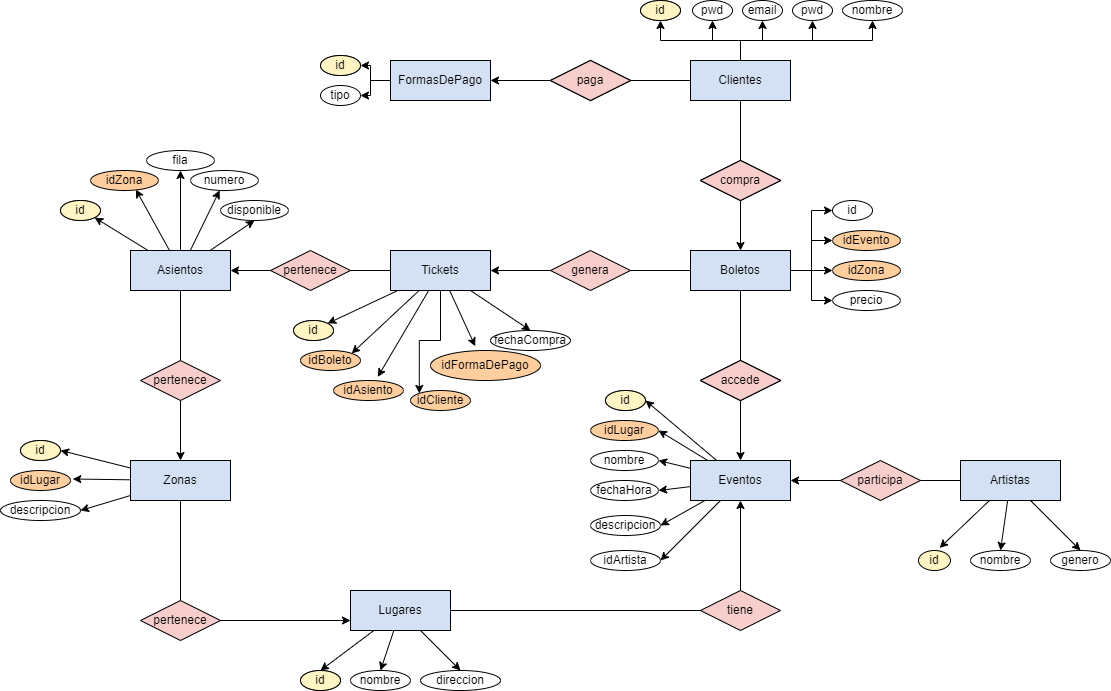 id
pwd
email
pwd
nombre
id
tipo
FormasDePago
paga
Clientes
fila
idZona
numero
id
disponible
compra
id
idEvento
idZona
precio
Asientos
pertenece
Tickets
genera
Boletos
id
fechaCompra
idBoleto
idFormaDePago
idAsiento
idCliente
pertenece
accede
id
idLugar
nombre
fechaHora
descripcion
idArtista
id
idLugar
descripcion
Zonas
Eventos
participa
Artistas
id
nombre
genero
pertenece
Lugares
tiene
id
nombre
direccion